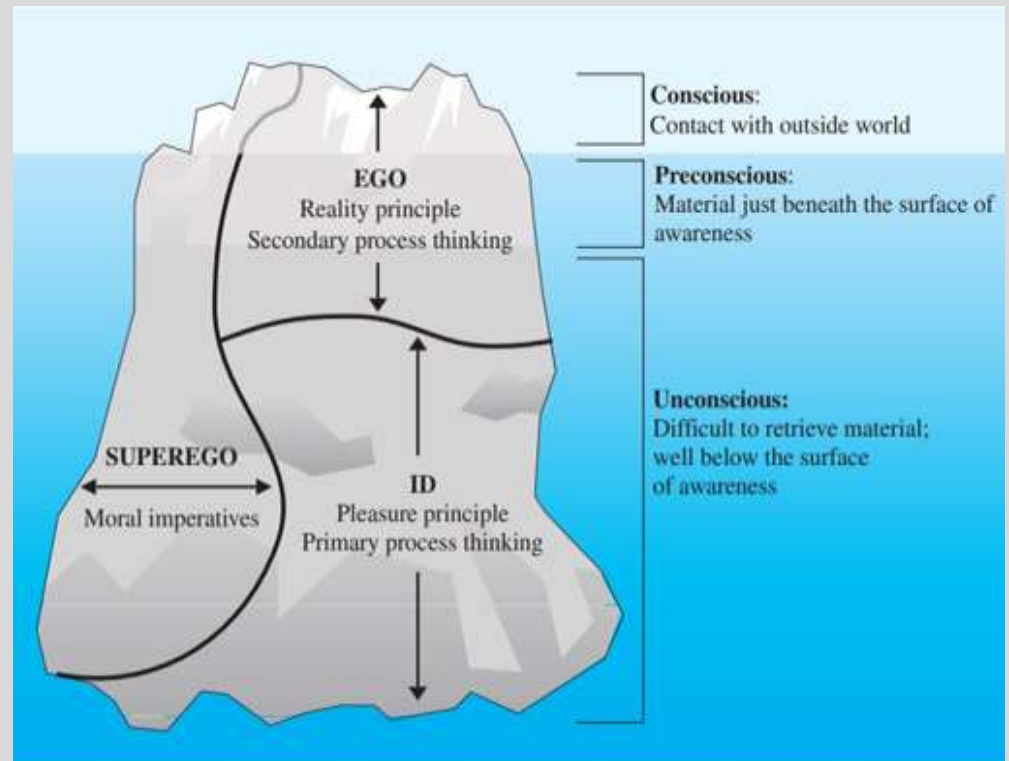 Conscious:
Contact with outside world
EGO
Reality principle
Secondary process thinking
Preconscious:
Material just beneath the surface of
awareness
SUPEREGO
Moral imperatives
ID
Pleasure principle
Primary process thinking
Unconscious:
Difficult to retrieve material;
well below the surface
of awareness